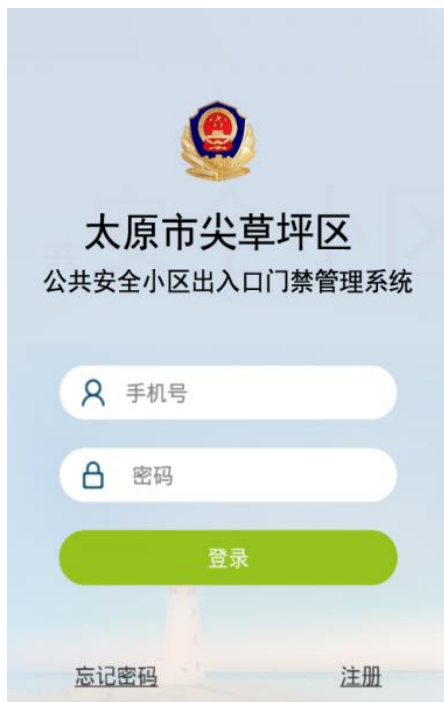 太原市尖草坪区
公共安全小区出入口门禁管理系统
手机号
密码
登录
忘记密码
注册